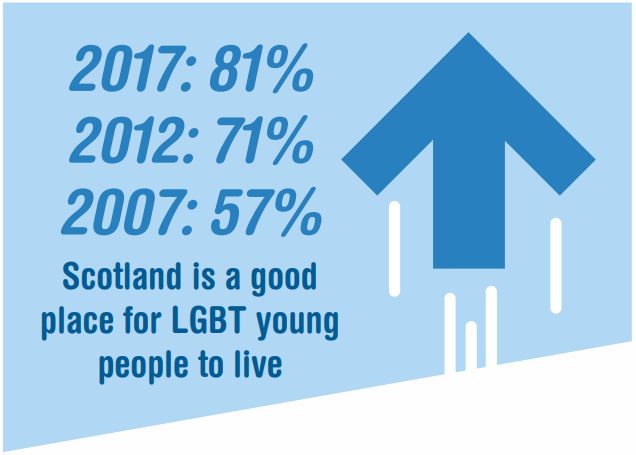 2017: 81%
2012: 71%
2007: 57%
Scotland is a good
place for LGBT young
people to live